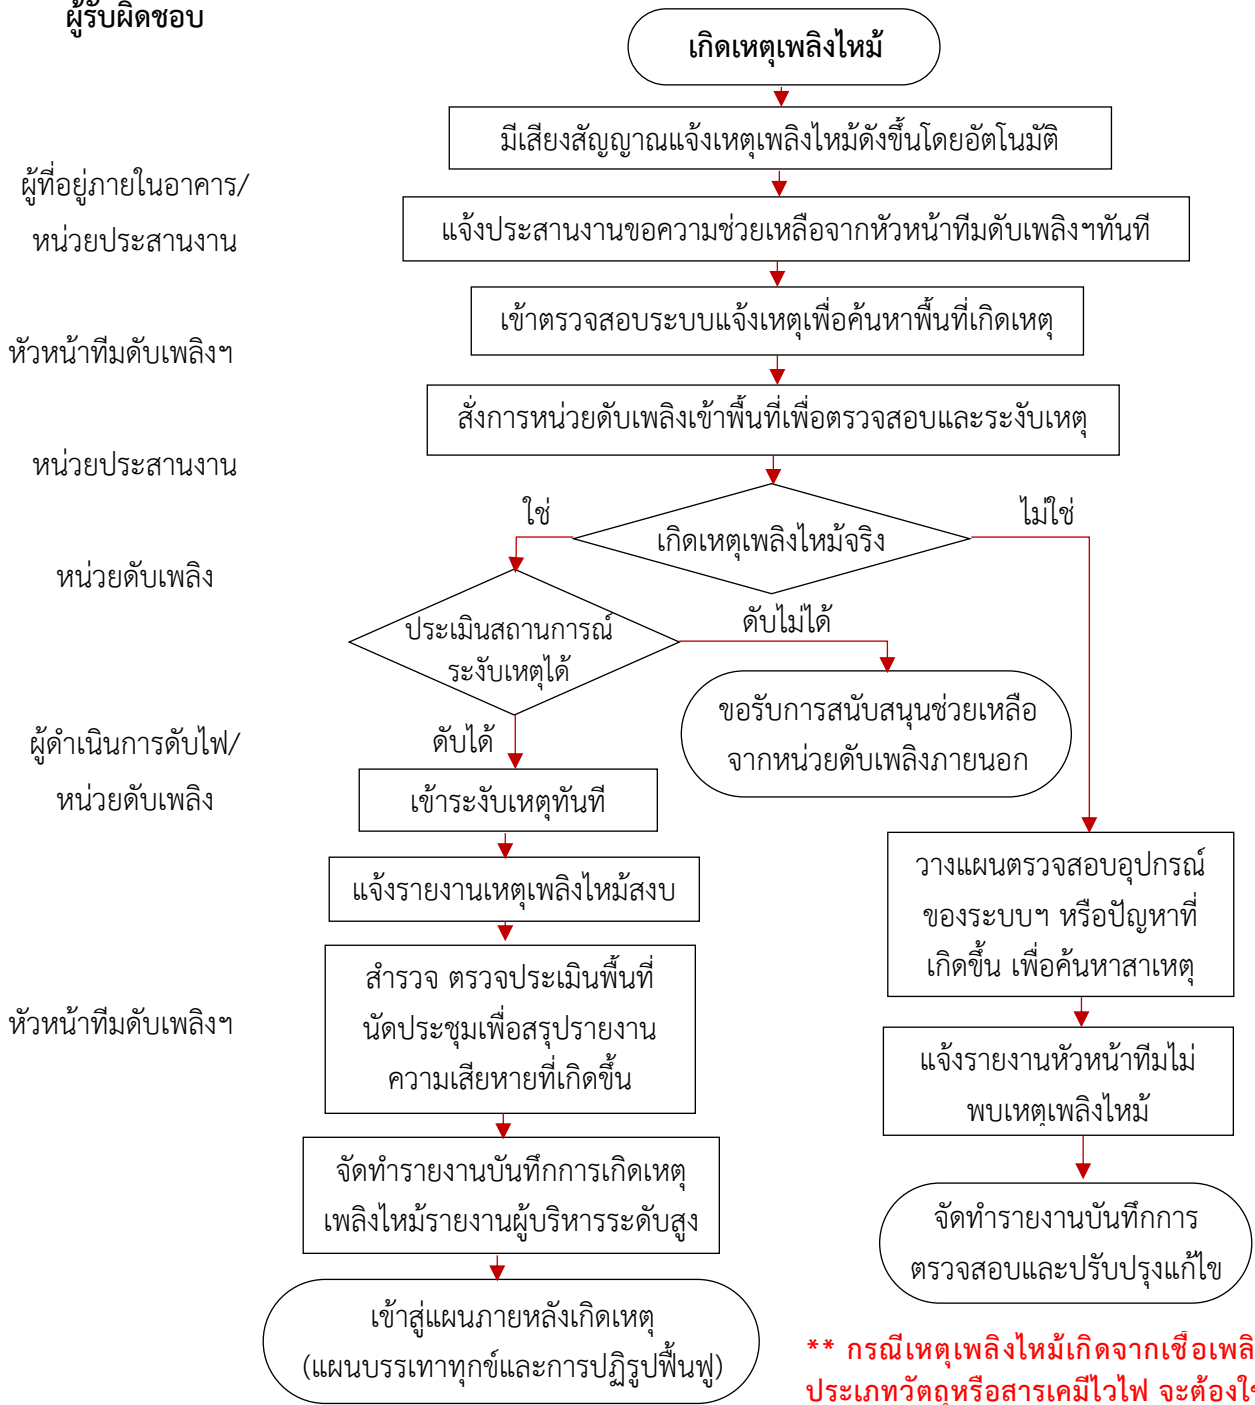 ผู้รับผิดชอบ
เกิดเหตุเพลิงไหม้
มีเสียงสัญญาณแจ้งเหตุเพลิงไหม้ดังขึ้นโดยอัตโนมัติ
ผู้ที่อยู่ภายในอาคาร/
หน่วยประสานงาน
แจ้งประสานงานขอความช่วยเหลือจากหัวหน้าทีมดับเพลิงฯทันที
เข้าตรวจสอบระบบแจ้งเหตุเพื่อค้นหาพื้นที่เกิดเหตุ
หัวหน้าทีมดับเพลิงฯ
สั่งการหน่วยดับเพลิงเข้าพื้นที่เพื่อตรวจสอบและระงับเหตุ
หน่วยประสานงาน
ใช่
ไม่ใช่
เกิดเหตุเพลิงไหม้จริง
หน่วยดับเพลิง
ประเมินสถานการณ์
ระงับเหตุได้
ดับไม่ได้
ขอรับการสนับสนุนช่วยเหลือ
จากหน่วยดับเพลิงภายนอก
ผู้ดำเนินการดับไฟ/
หน่วยดับเพลิง
ดับได้
เข้าระงับเหตุทันที
แจ้งรายงานเหตุเพลิงไหม้สงบ
วางแผนตรวจสอบอุปกรณ์
ของระบบฯ หรือปัญหาที่
เกิดขึ้น เพื่อค้นหาสาเหตุ
หัวหน้าทีมดับเพลิงฯ
สำรวจ ตรวจประเมินพื้นที่
นัดประชุมเพื่อสรุปรายงาน
ความเสียหายที่เกิดขึ้น
แจ้งรายงานหัวหน้าทีมไม่
พบเหตุเพลิงไหม้
จัดทำรายงานบันทึกการเกิดเหตุ
เพลิงไหม้รายงานผู้บริหารระดับสูง
จัดทำรายงานบันทึกการ
ตรวจสอบและปรับปรุงแก้ไข
เข้าสู่แผนภายหลังเกิดเหตุ
(แผนบรรเทาทุกข์และการปฏิรูปฟื้นฟู)
** กรณีเหตุเพลิงไหม้เกิดจากเชื้อเพลิ
ประเภทวัตถุหรือสารเคมีไวไฟ จะต้องใ